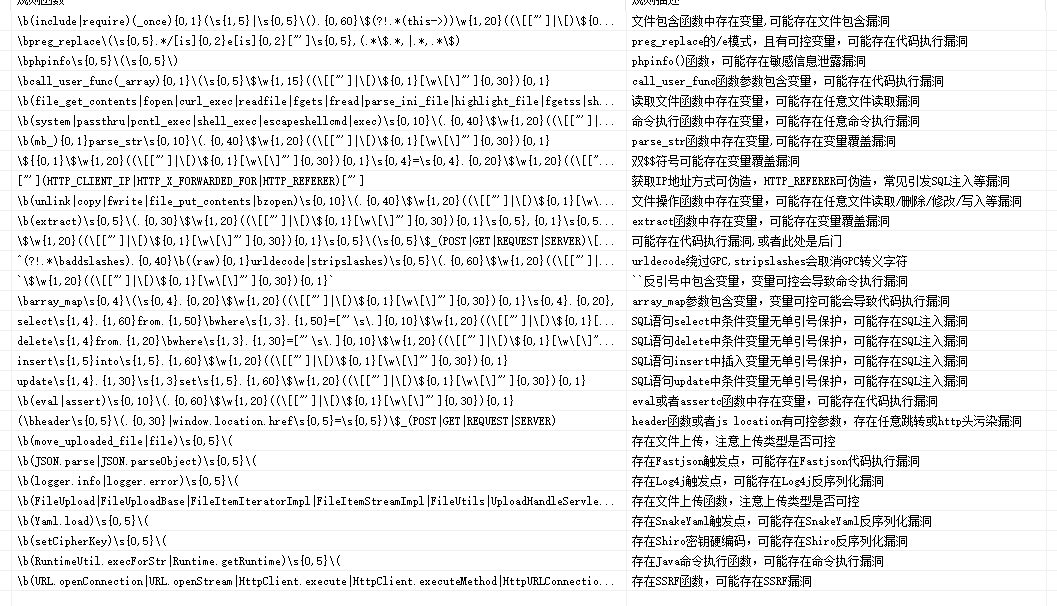 规则函数 规则描述
\b(include|require)(_once){0,1}(\s{1,5}|\s{0,5}\().{0,60}\$(?!.*(this->))\w{1,20}((\[["']|\[)\${0... 文件包含函数中存在变量,可能存在文件包含漏洞
\bpreg_replace\(\s{0,5}.*/[is]{0,2}e[is]{0,2}["']\s{0,5},(.*\$.*,|.*,.*\$) preg_replace的/e模式，且有可控变量，可能存在代码执行漏洞
\bphpinfo\s{0,5}\(\s{0,5}\) phpinfo()函数，可能存在敏感信息泄露漏洞
\bcall_user_func(_array){0,1}\(\s{0,5}\$\w{1,15}((\[["']|\[)\${0,1}[\w\[\]"']{0,30}){0,1} call_user_func函数参数包含变量，可能存在代码执行漏洞
\b(file_get_contents|fopen|curl_exec|readfile|fgets|fread|parse_ini_file|highlight_file|fgetss|sh... 读取文件函数中存在变量，可能存在任意文件读取漏洞
\b(system|passthru|pcntl_exec|shell_exec|escapeshellcmd|exec)\s{0,10}\(.{0,40}\$\w{1,20}((\[["']|... 命令执行函数中存在变量，可能存在任意命令执行漏洞
\b(mb_){0,1}parse_str\s{0,10}\(.{0,40}\$\w{1,20}((\[["']|\[)\${0,1}[\w\[\]"']{0,30}){0,1} parse_str函数中存在变量,可能存在变量覆盖漏洞
\${{0,1}\$\w{1,20}((\[["']|\[)\${0,1}[\w\[\]"']{0,30}){0,1}\s{0,4}=\s{0,4}.{0,20}\$\w{1,20}((\[["... 双$$符号可能存在变量覆盖漏洞
["'](HTTP_CLIENT_IP|HTTP_X_FORWARDED_FOR|HTTP_REFERER)["'] 获取IP地址方式可伪造，HTTP_REFERER可伪造，常见引发SQL注入等漏洞
\b(unlink|copy|fwrite|file_put_contents|bzopen)\s{0,10}\(.{0,40}\$\w{1,20}((\[["']|\[)\${0,1}[\w\... 文件操作函数中存在变量，可能存在任意文件读取/删除/修改/写入等漏洞
\b(extract)\s{0,5}\(.{0,30}\$\w{1,20}((\[["']|\[)\${0,1}[\w\[\]"']{0,30}){0,1}\s{0,5},{0,1}\s{0,5... extract函数中存在变量，可能存在变量覆盖漏洞
\$\w{1,20}((\[["']|\[)\${0,1}[\w\[\]"']{0,30}){0,1}\s{0,5}\(\s{0,5}\$_(POST|GET|REQUEST|SERVER)\[... 可能存在代码执行漏洞,或者此处是后门
^(?!.*\baddslashes).{0,40}\b((raw){0,1}urldecode|stripslashes)\s{0,5}\(.{0,60}\$\w{1,20}((\[["']|... urldecode绕过GPC,stripslashes会取消GPC转义字符
`\$\w{1,20}((\[["']|\[)\${0,1}[\w\[\]"']{0,30}){0,1}` ``反引号中包含变量，变量可控会导致命令执行漏洞
\barray_map\s{0,4}\(\s{0,4}.{0,20}\$\w{1,20}((\[["']|\[)\${0,1}[\w\[\]"']{0,30}){0,1}\s{0,4}.{0,20}, array_map参数包含变量，变量可控可能会导致代码执行漏洞
select\s{1,4}.{1,60}from.{1,50}\bwhere\s{1,3}.{1,50}=["\s\.]{0,10}\$\w{1,20}((\[["']|\[)\${0,1}[... SQL语句select中条件变量无单引号保护，可能存在SQL注入漏洞
delete\s{1,4}from.{1,20}\bwhere\s{1,3}.{1,30}=["\s\.]{0,10}\$\w{1,20}((\[["']|\[)\${0,1}[\w\[\]"... SQL语句delete中条件变量无单引号保护，可能存在SQL注入漏洞
insert\s{1,5}into\s{1,5}.{1,60}\$\w{1,20}((\[["']|\[)\${0,1}[\w\[\]"']{0,30}){0,1} SQL语句insert中插入变量无单引号保护，可能存在SQL注入漏洞
update\s{1,4}.{1,30}\s{1,3}set\s{1,5}.{1,60}\$\w{1,20}((\[["']|\[)\${0,1}[\w\[\]"']{0,30}){0,1} SQL语句update中条件变量无单引号保护，可能存在SQL注入漏洞
\b(eval|assert)\s{0,10}\(.{0,60}\$\w{1,20}((\[["']|\[)\${0,1}[\w\[\]"']{0,30}){0,1} eval或者assertc函数中存在变量，可能存在代码执行漏洞
(\bheader\s{0,5}\(.{0,30}|window.location.href\s{0,5}=\s{0,5})\$_(POST|GET|REQUEST|SERVER) header函数或者js location有可控参数，存在任意跳转或http头污染漏洞
\b(move_uploaded_file|file)\s{0,5}\( 存在文件上传，注意上传类型是否可控
\b(JSON.parse|JSON.parseObject)\s{0,5}\( 存在Fastjson触发点，可能存在Fastjson代码执行漏洞
\b(logger.info|logger.error)\s{0,5}\( 存在Log4j触发点，可能存在Log4j反序列化漏洞
\b(FileUpload|FileUploadBase|FileItemIteratorImpl|FileItemStreamImpl|FileUtils|UploadHandleServle... 存在文件上传函数，注意上传类型是否可控
\b(Yaml.load)\s{0,5}\( 存在SnakeYaml触发点，可能存在SnakeYaml反序列化漏洞
\b(setCipherKey)\s{0,5}\( 存在Shiro密钥硬编码，可能存在Shiro反序列化漏洞
\b(RuntimeUtil.execForStr|Runtime.getRuntime)\s{0,5}\( 存在Java命令执行函数，可能存在命令执行漏洞
\b(URL.openConnection|URL.openStream|HttpClient.execute|HttpClient.executeMethod|HttpURLConnectio... 存在SSRF函数，可能存在SSRF漏洞